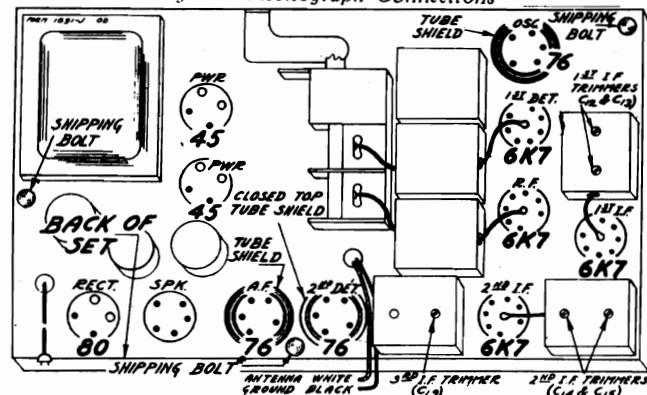 Phonograph Connections
TUBE SHIELD
OSC.
76
SHIPPING BOLT
PWR
45
1ST DET.
6K7
1ST I.F. TRIMMERS
C12 & C13)
SHIPPING BOLT
PWR
45
CLOSED TOP TUBE SHIELD
R.F.
6K7
1ST I.F.
6K7
BACK OF SET
TUBE SHIELD
RECT.
80
SPK.
A.F.
76
2ND DET.
76
2ND I.F.
6K7
SHIPPING BOLT
ANTENNA WHITE
GROUND BLACK
3RD I.F. TRIMMER
(C19)
2ND I.F. TRIMMERS
(C14 & C15)